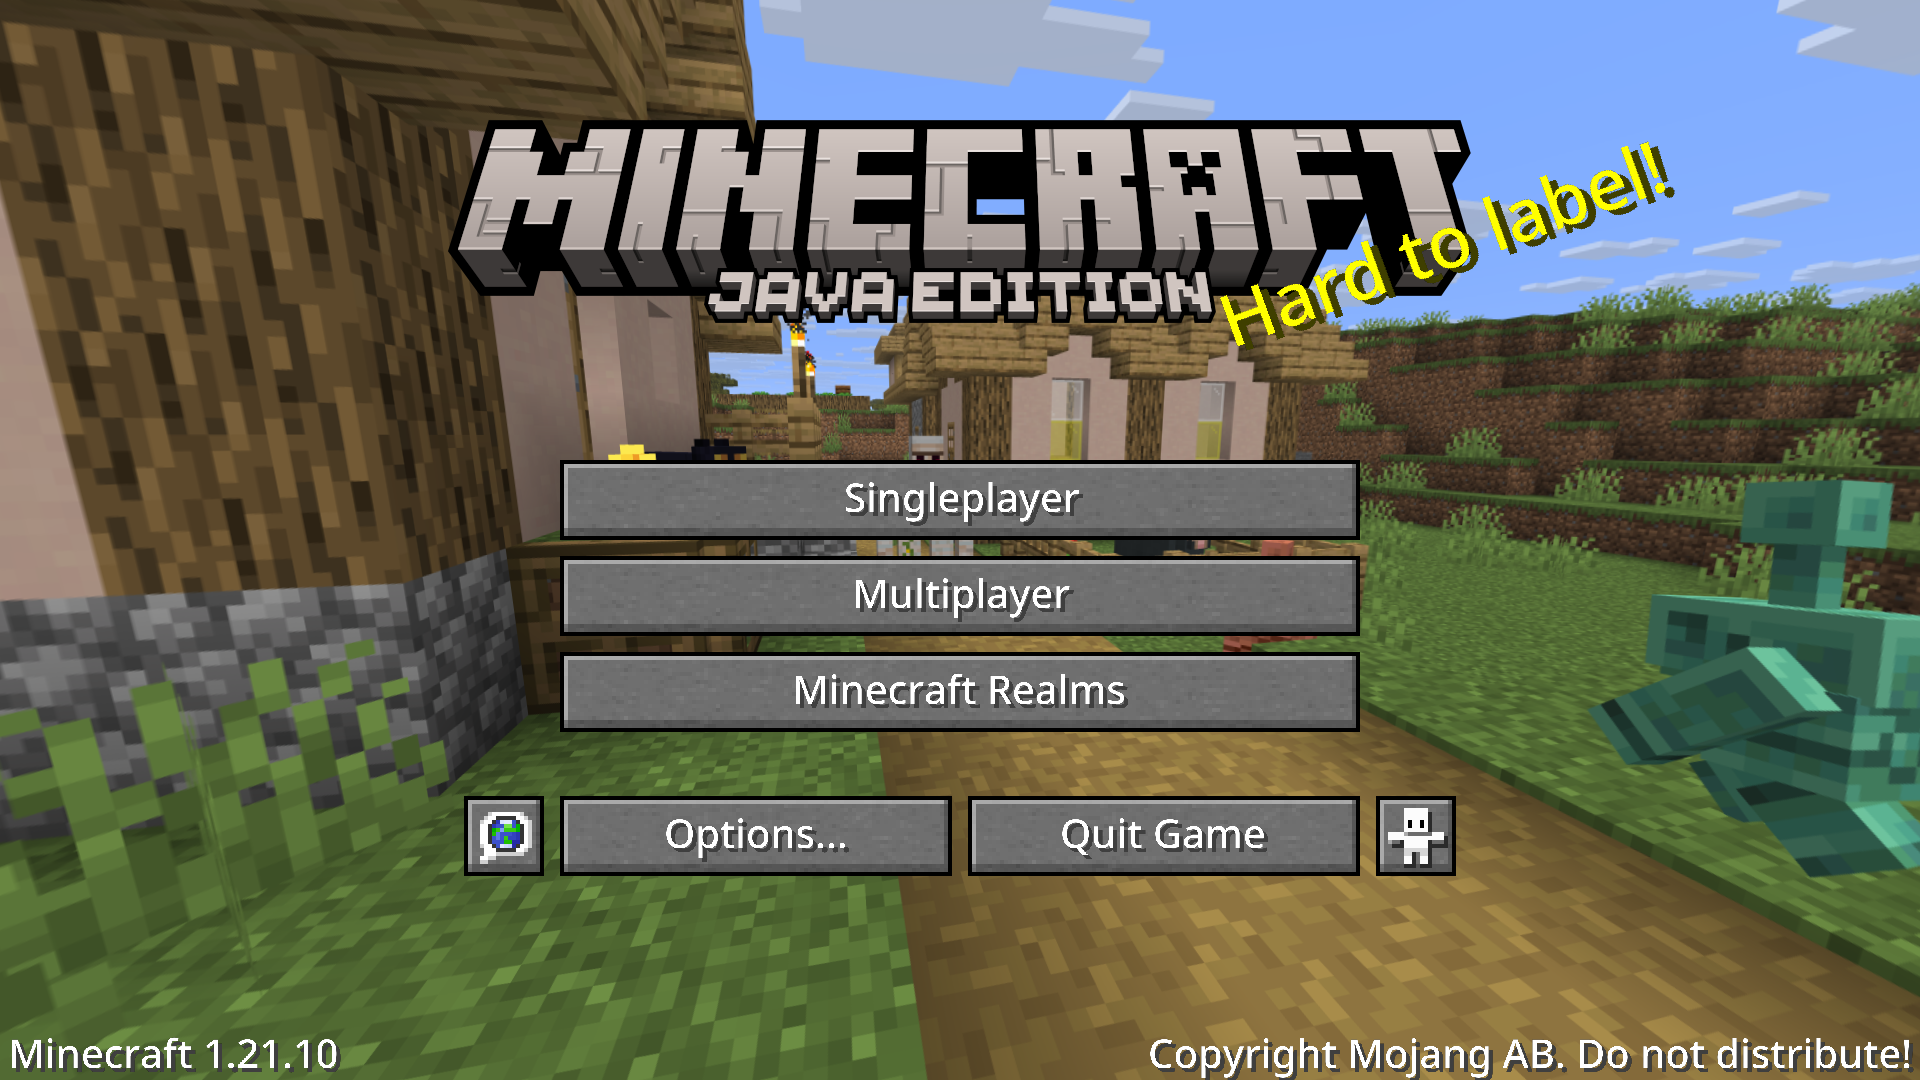 MINECRAFT
JAVA EDITION
Hard to label!
Singleplayer
Multiplayer
Minecraft Realms
Options...
Quit Game
Minecraft 1.21.10
Copyright Mojang AB. Do not distribute!